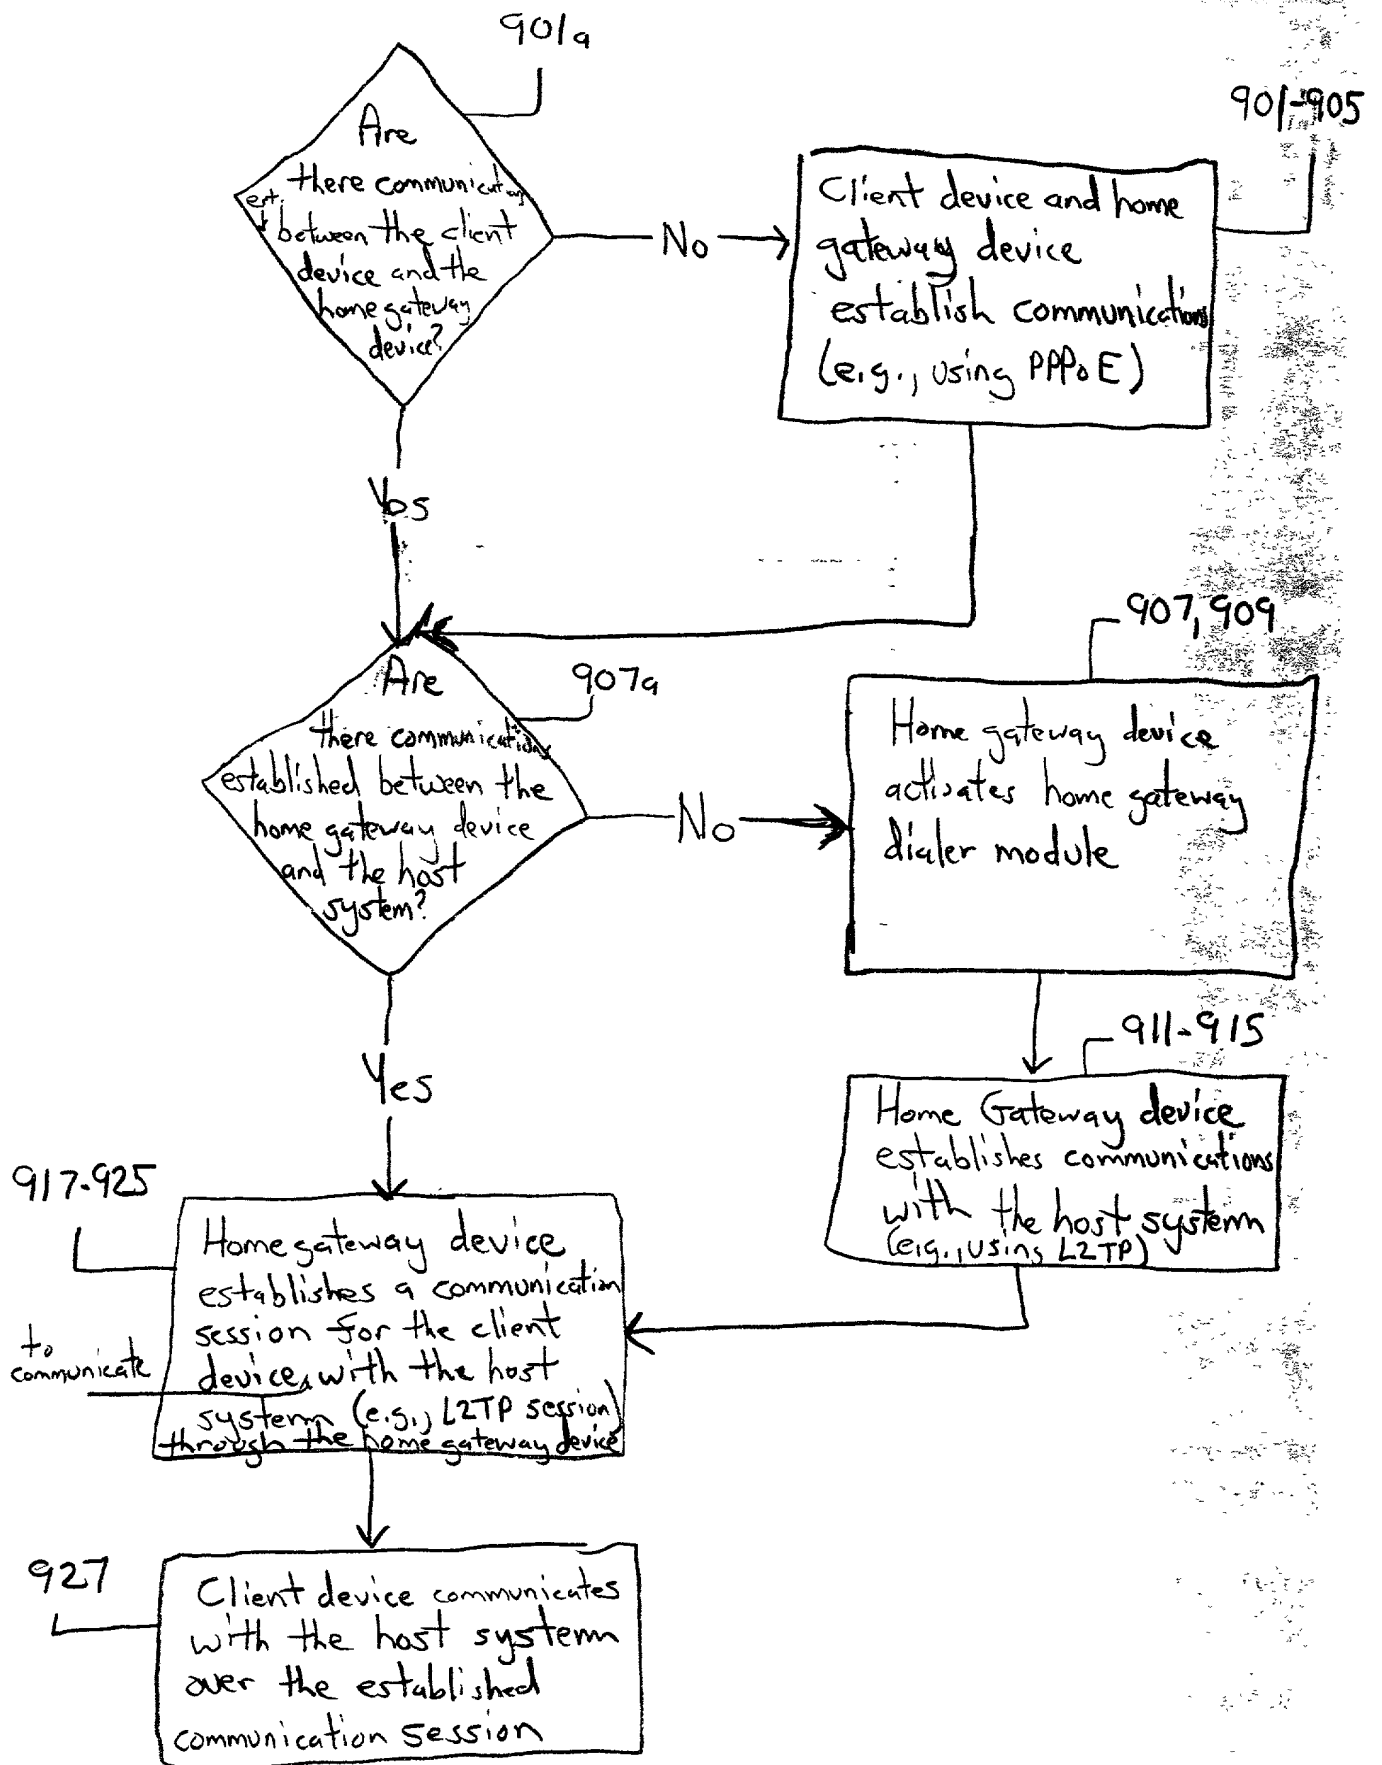 901a
Are
there communications
est.
between the client
device and the
home gateway
device?
No
901-905
Client device and home
gateway device
establish communications
(e.g., using PPPoE)
Yes
907a
Are
there communications
established between the
home gateway device
and the host
system?
No
907, 909
Home gateway device
activates home gateway
dialer module
Yes
911-915
Home Gateway device
establishes communications
with the host system
(e.g., using L2TP)
917-925
Home gateway device
establishes a communication
session for the client
device with the host
to
communicate
system (e.g., L2TP session)
through the home gateway device
927
Client device communicates
with the host system
over the established
communication session